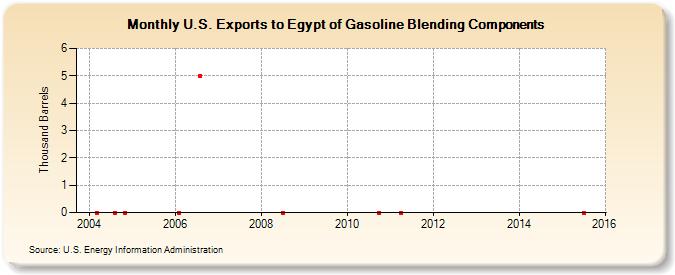 Monthly U.S. Exports to Egypt of Gasoline Blending Components
Thousand Barrels
6
5
4
3
2
1
0
2004 2006 2008 2010 2012 2014 2016
Source: U.S. Energy Information Administration